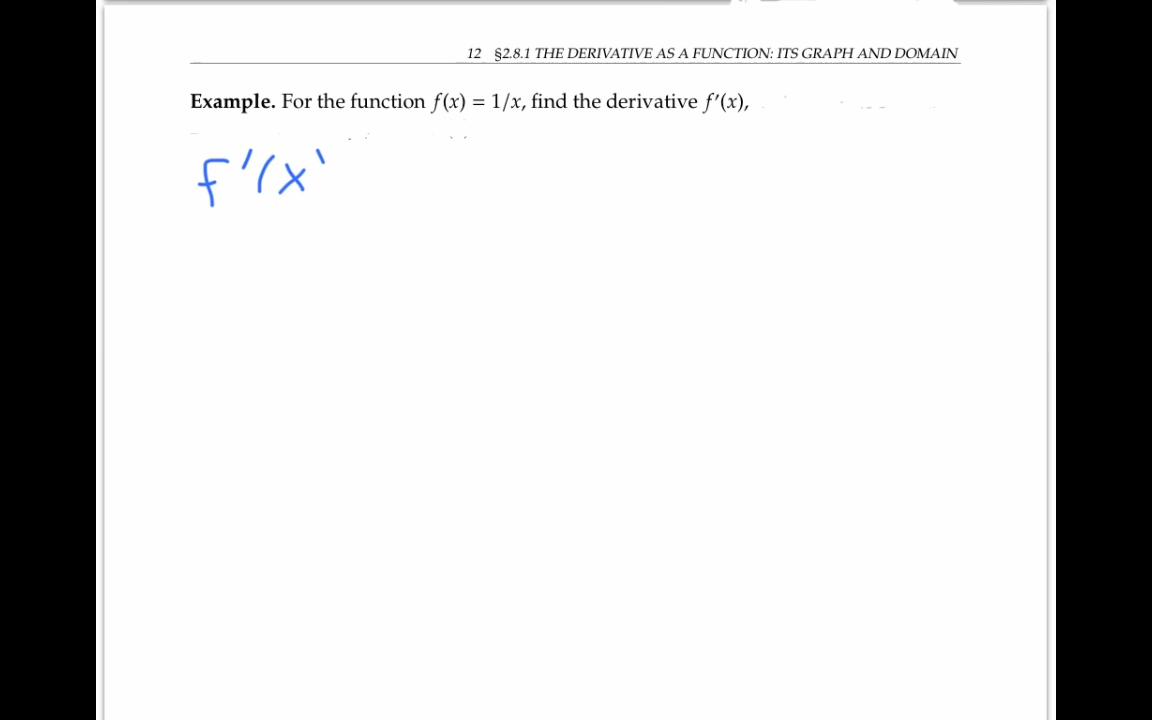 12 §2.8.1 THE DERIVATIVE AS A FUNCTION: ITS GRAPH AND DOMAIN
Example. For the function f(x) = 1/x, find the derivative f′(x),
f'(x'